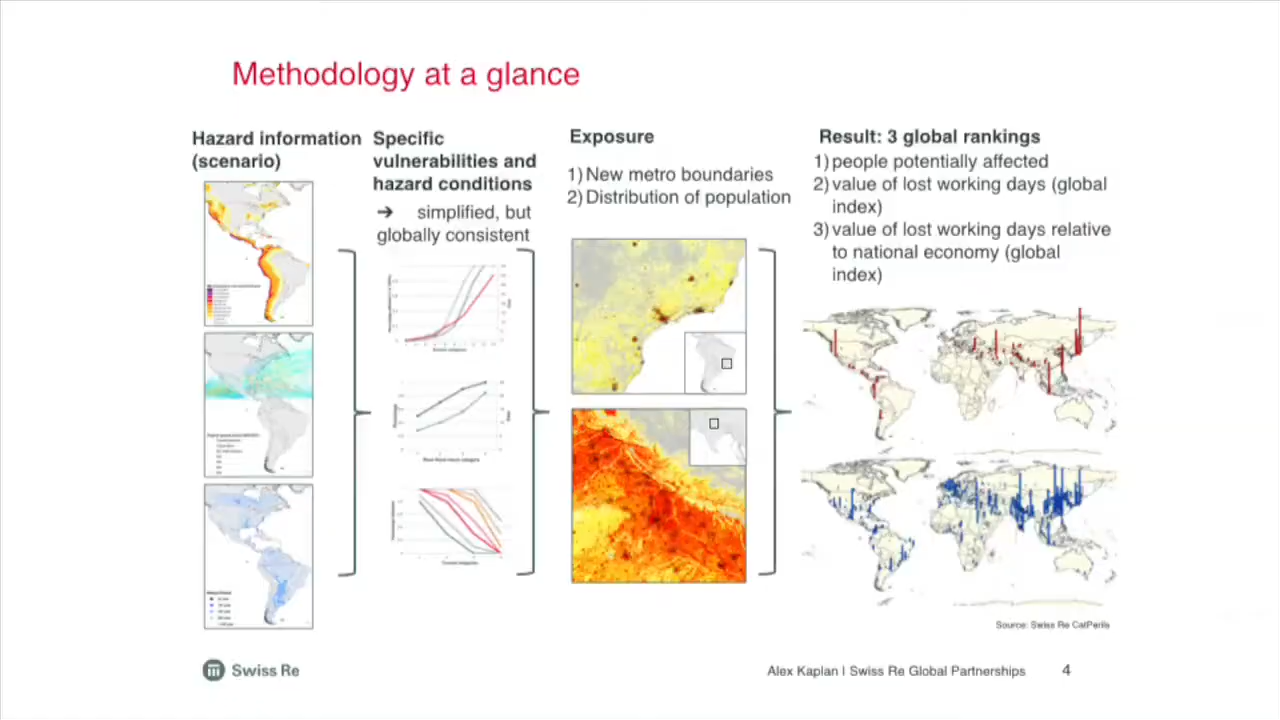 Methodology at a glance
Hazard information
(scenario)
Specific
vulnerabilities and
hazard conditions
➔ simplified, but
globally consistent
Exposure
1) New metro boundaries
2) Distribution of population
Result: 3 global rankings
1) people potentially affected
2) value of lost working days (global
index)
3) value of lost working days relative
to national economy (global
index)
Source: Swiss Re CatPerils
Swiss Re
Alex Kaplan | Swiss Re Global Partnerships
4